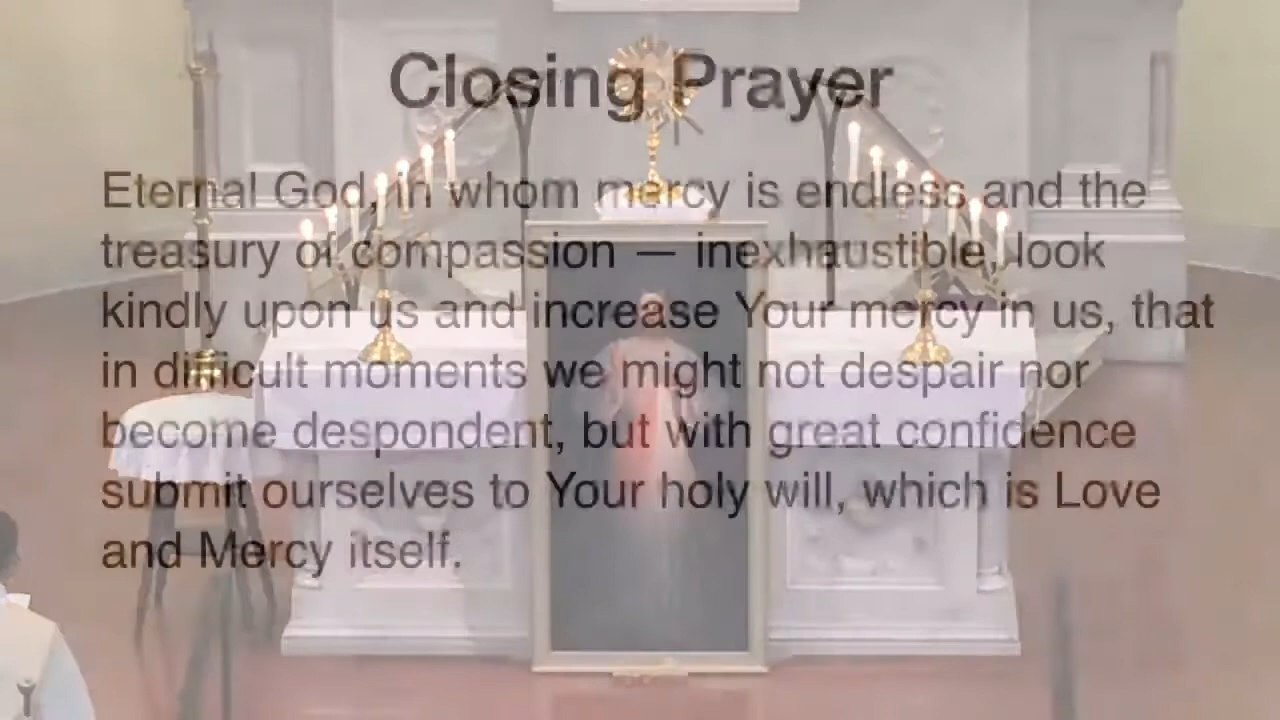 Closing Prayer
Eternal God, in whom mercy is endless and the
treasury of compassion — inexhaustible, look
kindly upon us and increase Your mercy in us, that
in difficult moments we might not despair nor
become despondent, but with great confidence
submit ourselves to Your holy will, which is Love
and Mercy itself.